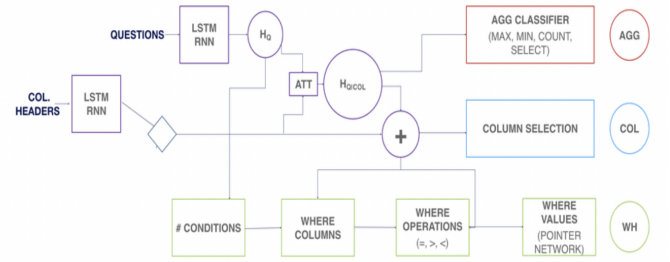 QUESTIONS
LSTM
RNN
HQ
AGG CLASSIFIER
(MAX, MIN, COUNT,
SELECT)
AGG
COL.
HEADERS
LSTM
RNN
ATT
HQ|COL
+
COLUMN SELECTION
COL
# CONDITIONS
WHERE
COLUMNS
WHERE
OPERATIONS
(=, >, <)
WHERE
VALUES
(POINTER
NETWORK)
WH